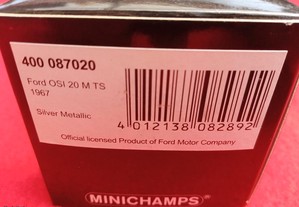 400 087020
Ford OSI 20 M TS
1967
Silver Metallic
4 012138 082892
Official licensed Product of Ford Motor Company
MINICHAMPS